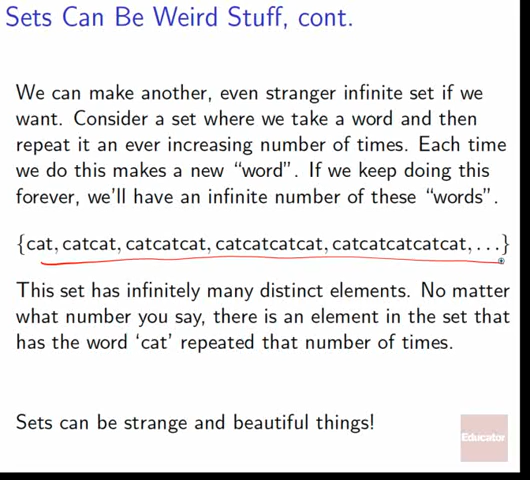 Sets Can Be Weird Stuff, cont.
We can make another, even stranger infinite set if we
want. Consider a set where we take a word and then
repeat it an ever increasing number of times. Each time
we do this makes a new “word”. If we keep doing this
forever, we’ll have an infinite number of these “words”.
{cat, catcat, catcatcat, catcatcatcat, catcatcatcatcat, . . .}
This set has infinitely many distinct elements. No matter
what number you say, there is an element in the set that
has the word ‘cat’ repeated that number of times.
Sets can be strange and beautiful things!
Educator